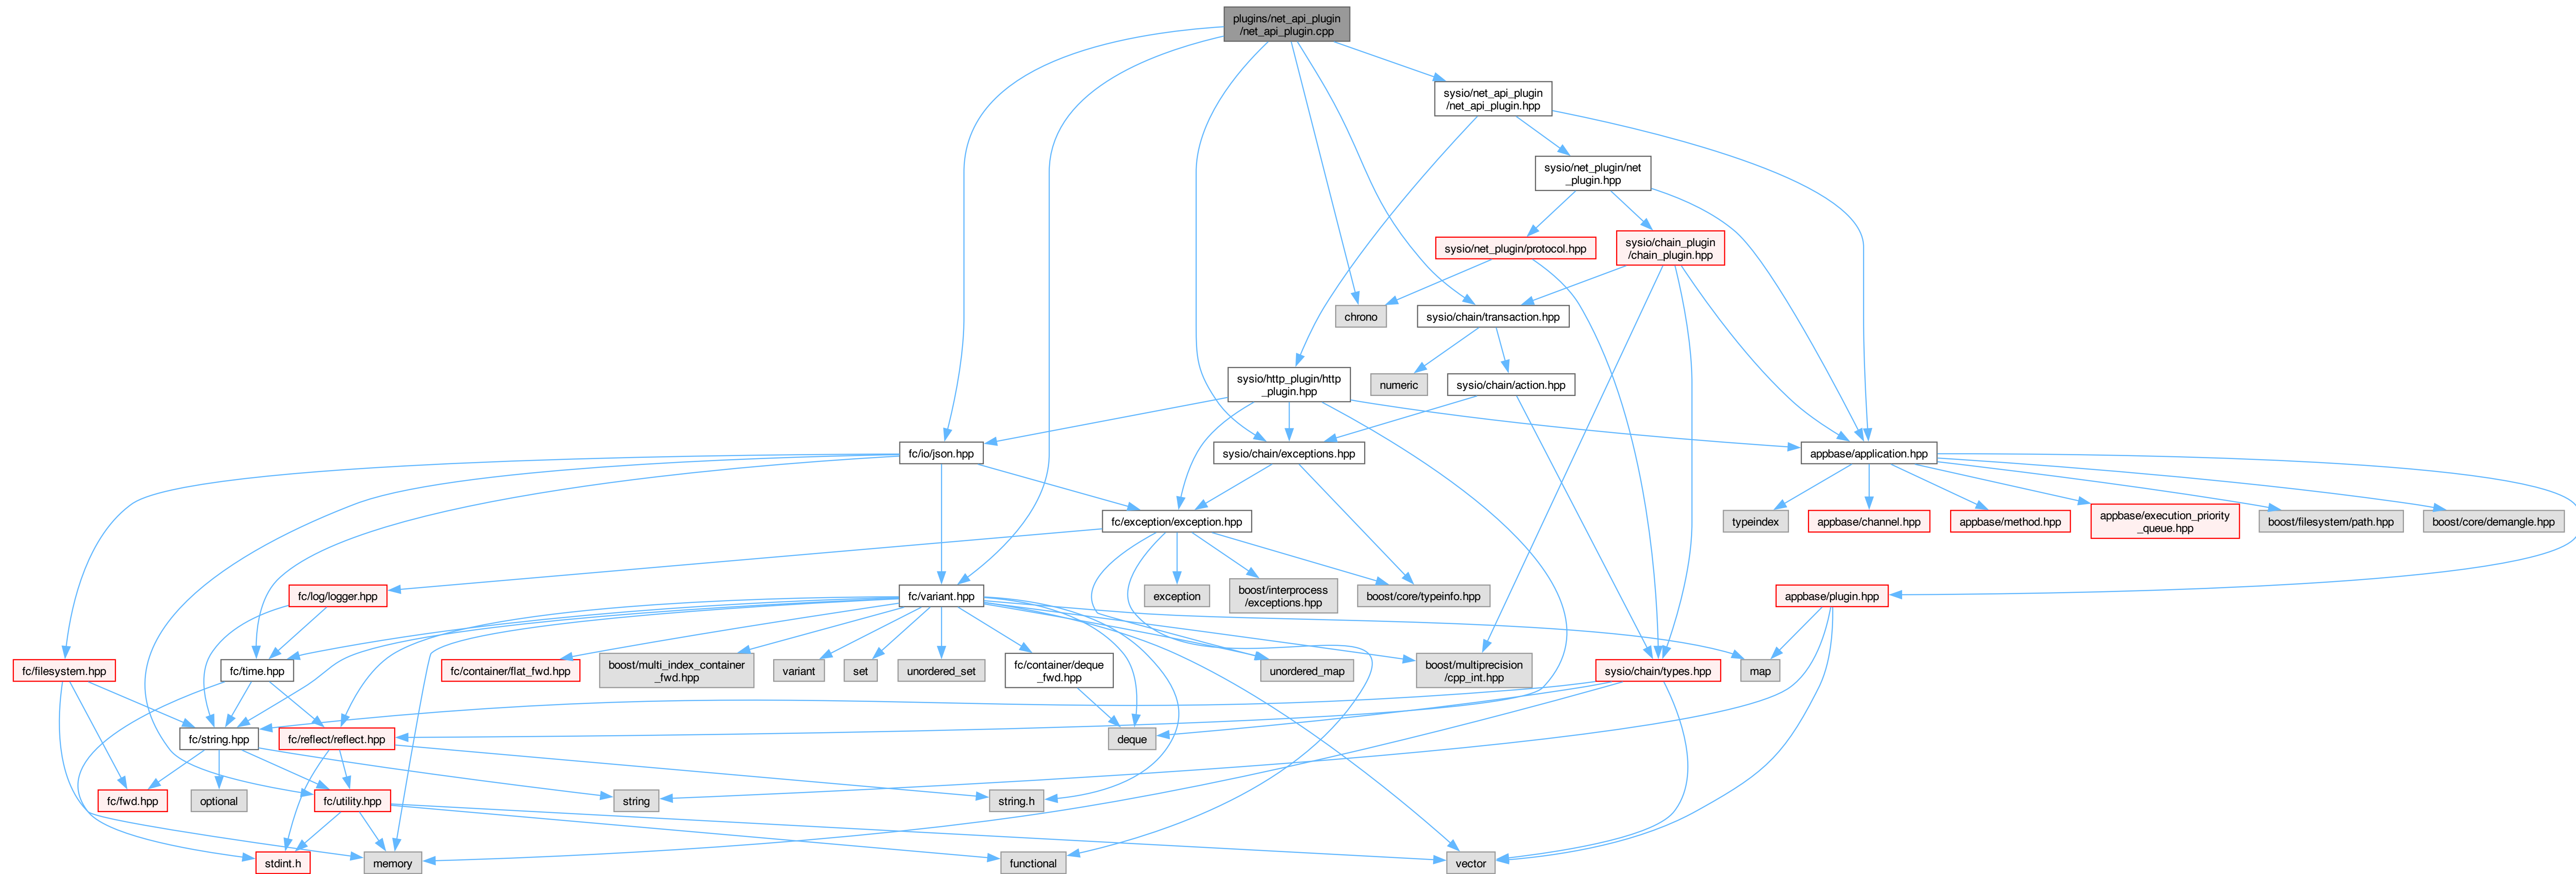 plugins/net_api_plugin
/net_api_plugin.cpp
sysio/net_api_plugin
/net_api_plugin.hpp
sysio/net_plugin/net
_plugin.hpp
sysio/net_plugin/protocol.hpp
sysio/chain_plugin
/chain_plugin.hpp
chrono
sysio/chain/transaction.hpp
sysio/http_plugin/http
_plugin.hpp
numeric
sysio/chain/action.hpp
fc/io/json.hpp
sysio/chain/exceptions.hpp
appbase/application.hpp
fc/exception/exception.hpp
typeindex
appbase/channel.hpp
appbase/method.hpp
appbase/execution_priority
_queue.hpp
boost/filesystem/path.hpp
boost/core/demangle.hpp
fc/log/logger.hpp
fc/variant.hpp
exception
boost/interprocess
/exceptions.hpp
boost/core/typeinfo.hpp
appbase/plugin.hpp
fc/filesystem.hpp
fc/time.hpp
fc/container/flat_fwd.hpp
boost/multi_index_container
_fwd.hpp
variant
set
unordered_set
fc/container/deque
_fwd.hpp
unordered_map
boost/multiprecision
/cpp_int.hpp
sysio/chain/types.hpp
map
fc/string.hpp
fc/reflect/reflect.hpp
deque
fc/fwd.hpp
optional
fc/utility.hpp
string
string.h
stdint.h
memory
functional
vector